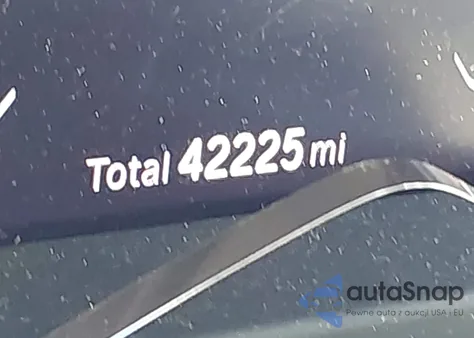 Total 42225 mi
autaSnap
Pewne auta z aukcji USA i EU